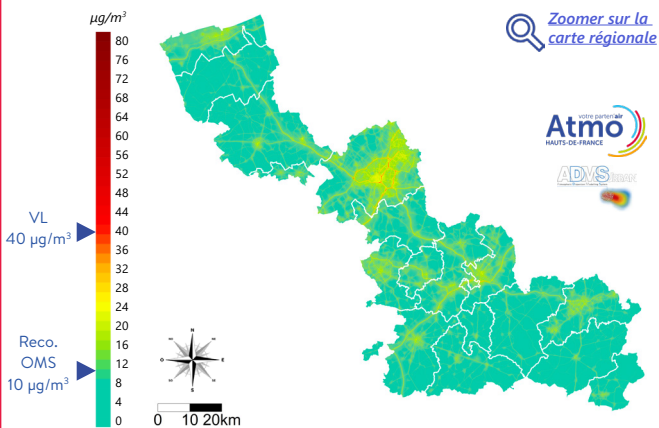 µg/m³
80
76
72
68
64
60
56
52
48
44
40
36
32
28
24
20
16
12
8
4
0
VL
40 µg/m³
Reco.
OMS
10 µg/m³
N
O
E
S
0 10 20km
Zoomer sur la
carte régionale
votre parten'air
Atmo
HAUTS-DE-FRANCE
ADMS